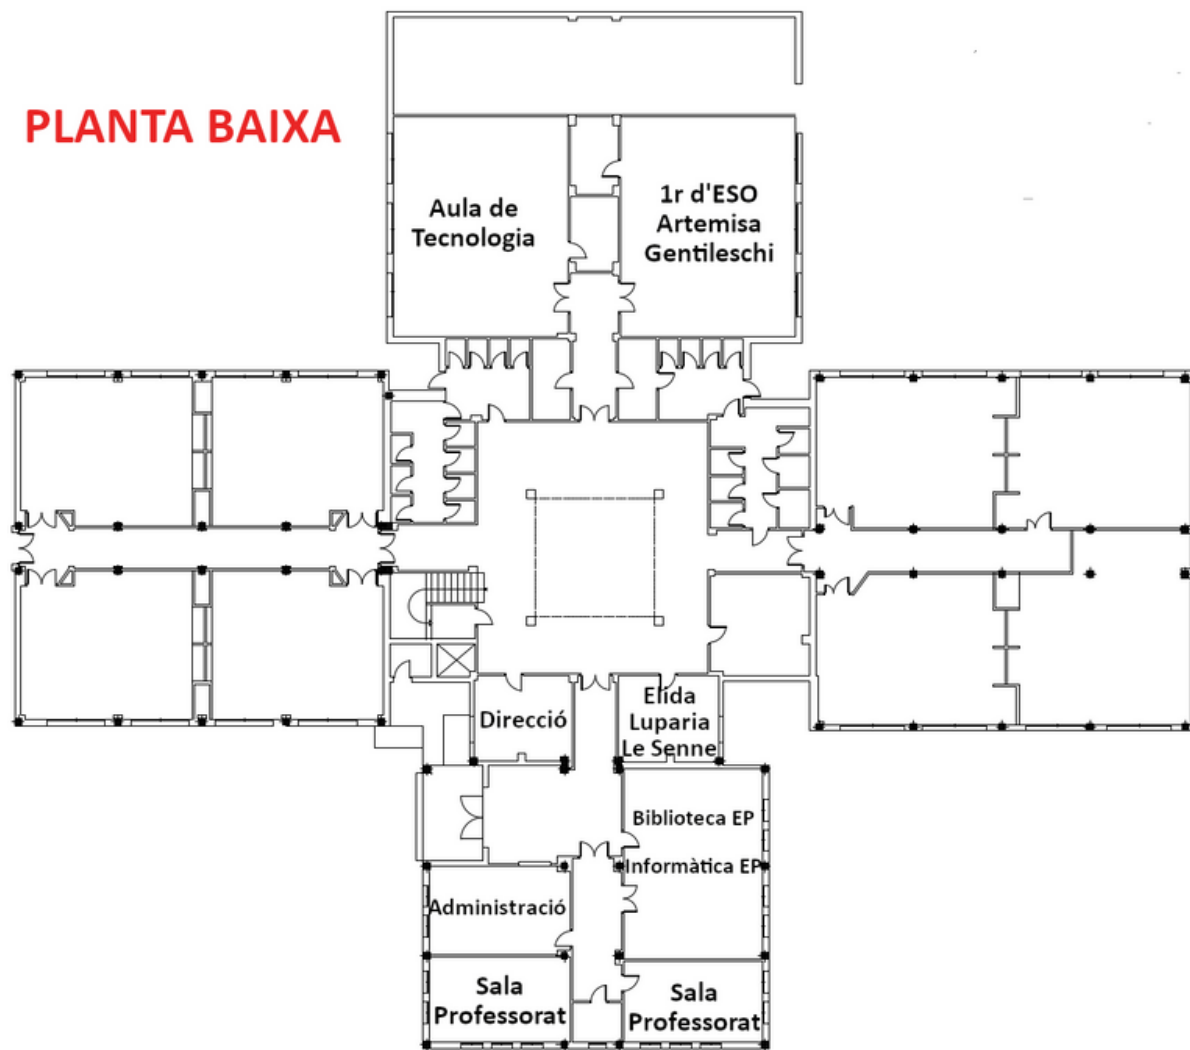 PLANTA BAIXA
Aula de
Tecnologia
1r d'ESO
Artemisa
Gentileschi
Direcció
Elida
Luparia
Le Senne
Biblioteca EP
Informàtica EP
Administració
Sala
Professorat
Sala
Professorat